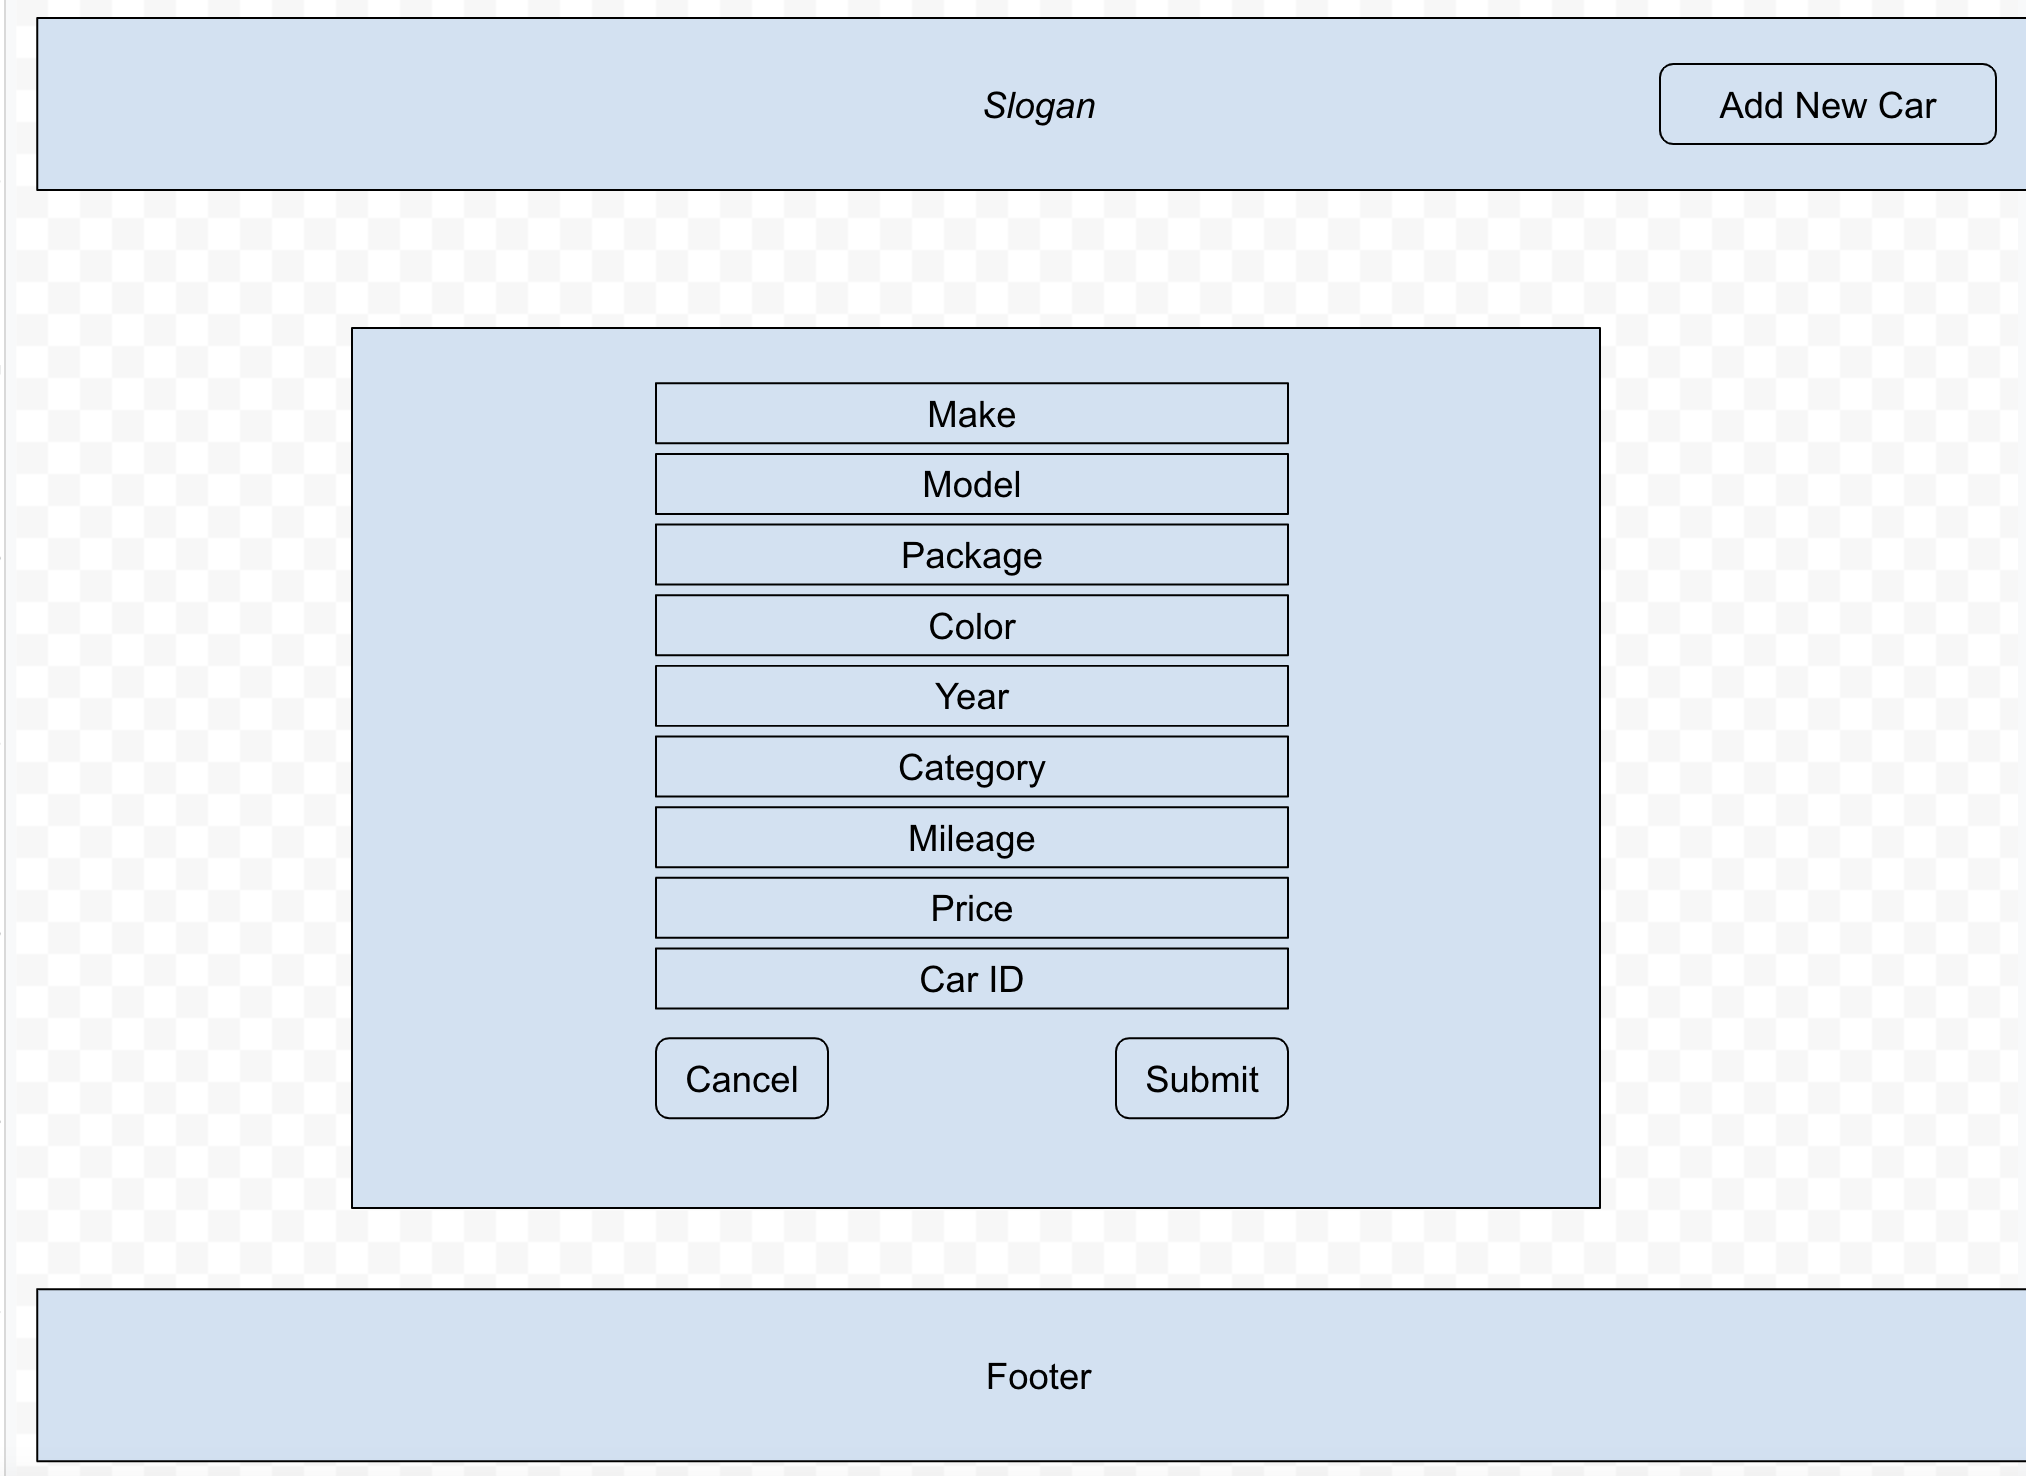 Slogan
Add New Car
Make
Model
Package
Color
Year
Category
Mileage
Price
Car ID
Cancel
Submit
Footer